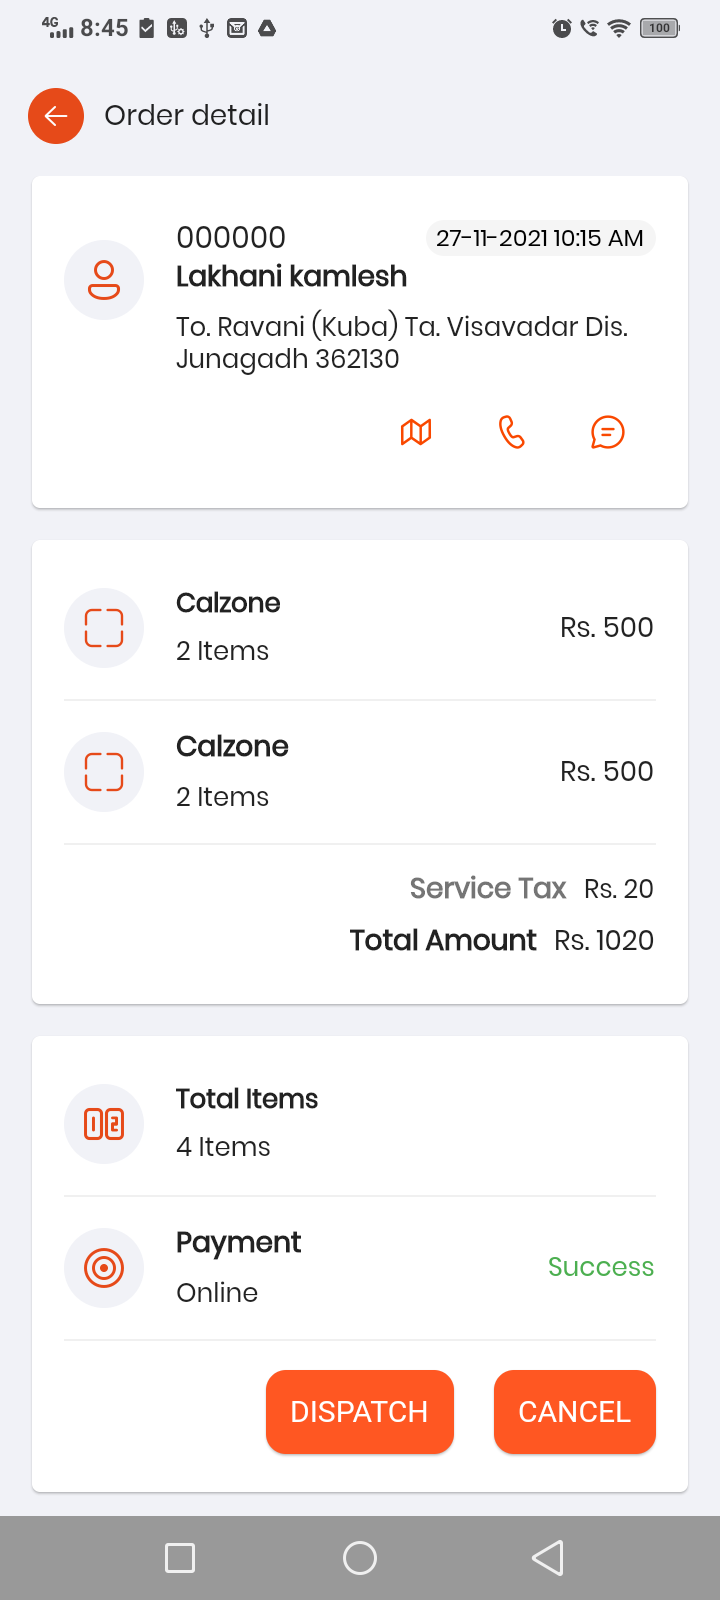 4G 8:45 100
Order detail
000000 27-11-2021 10:15 AM
Lakhani kamlesh
To. Ravani (Kuba) Ta. Visavadar Dis.
Junagadh 362130
Calzone
Rs. 500
2 Items
Calzone
Rs. 500
2 Items
Service Tax Rs. 20
Total Amount Rs. 1020
Total Items
4 Items
Payment
Success
Online
DISPATCH CANCEL